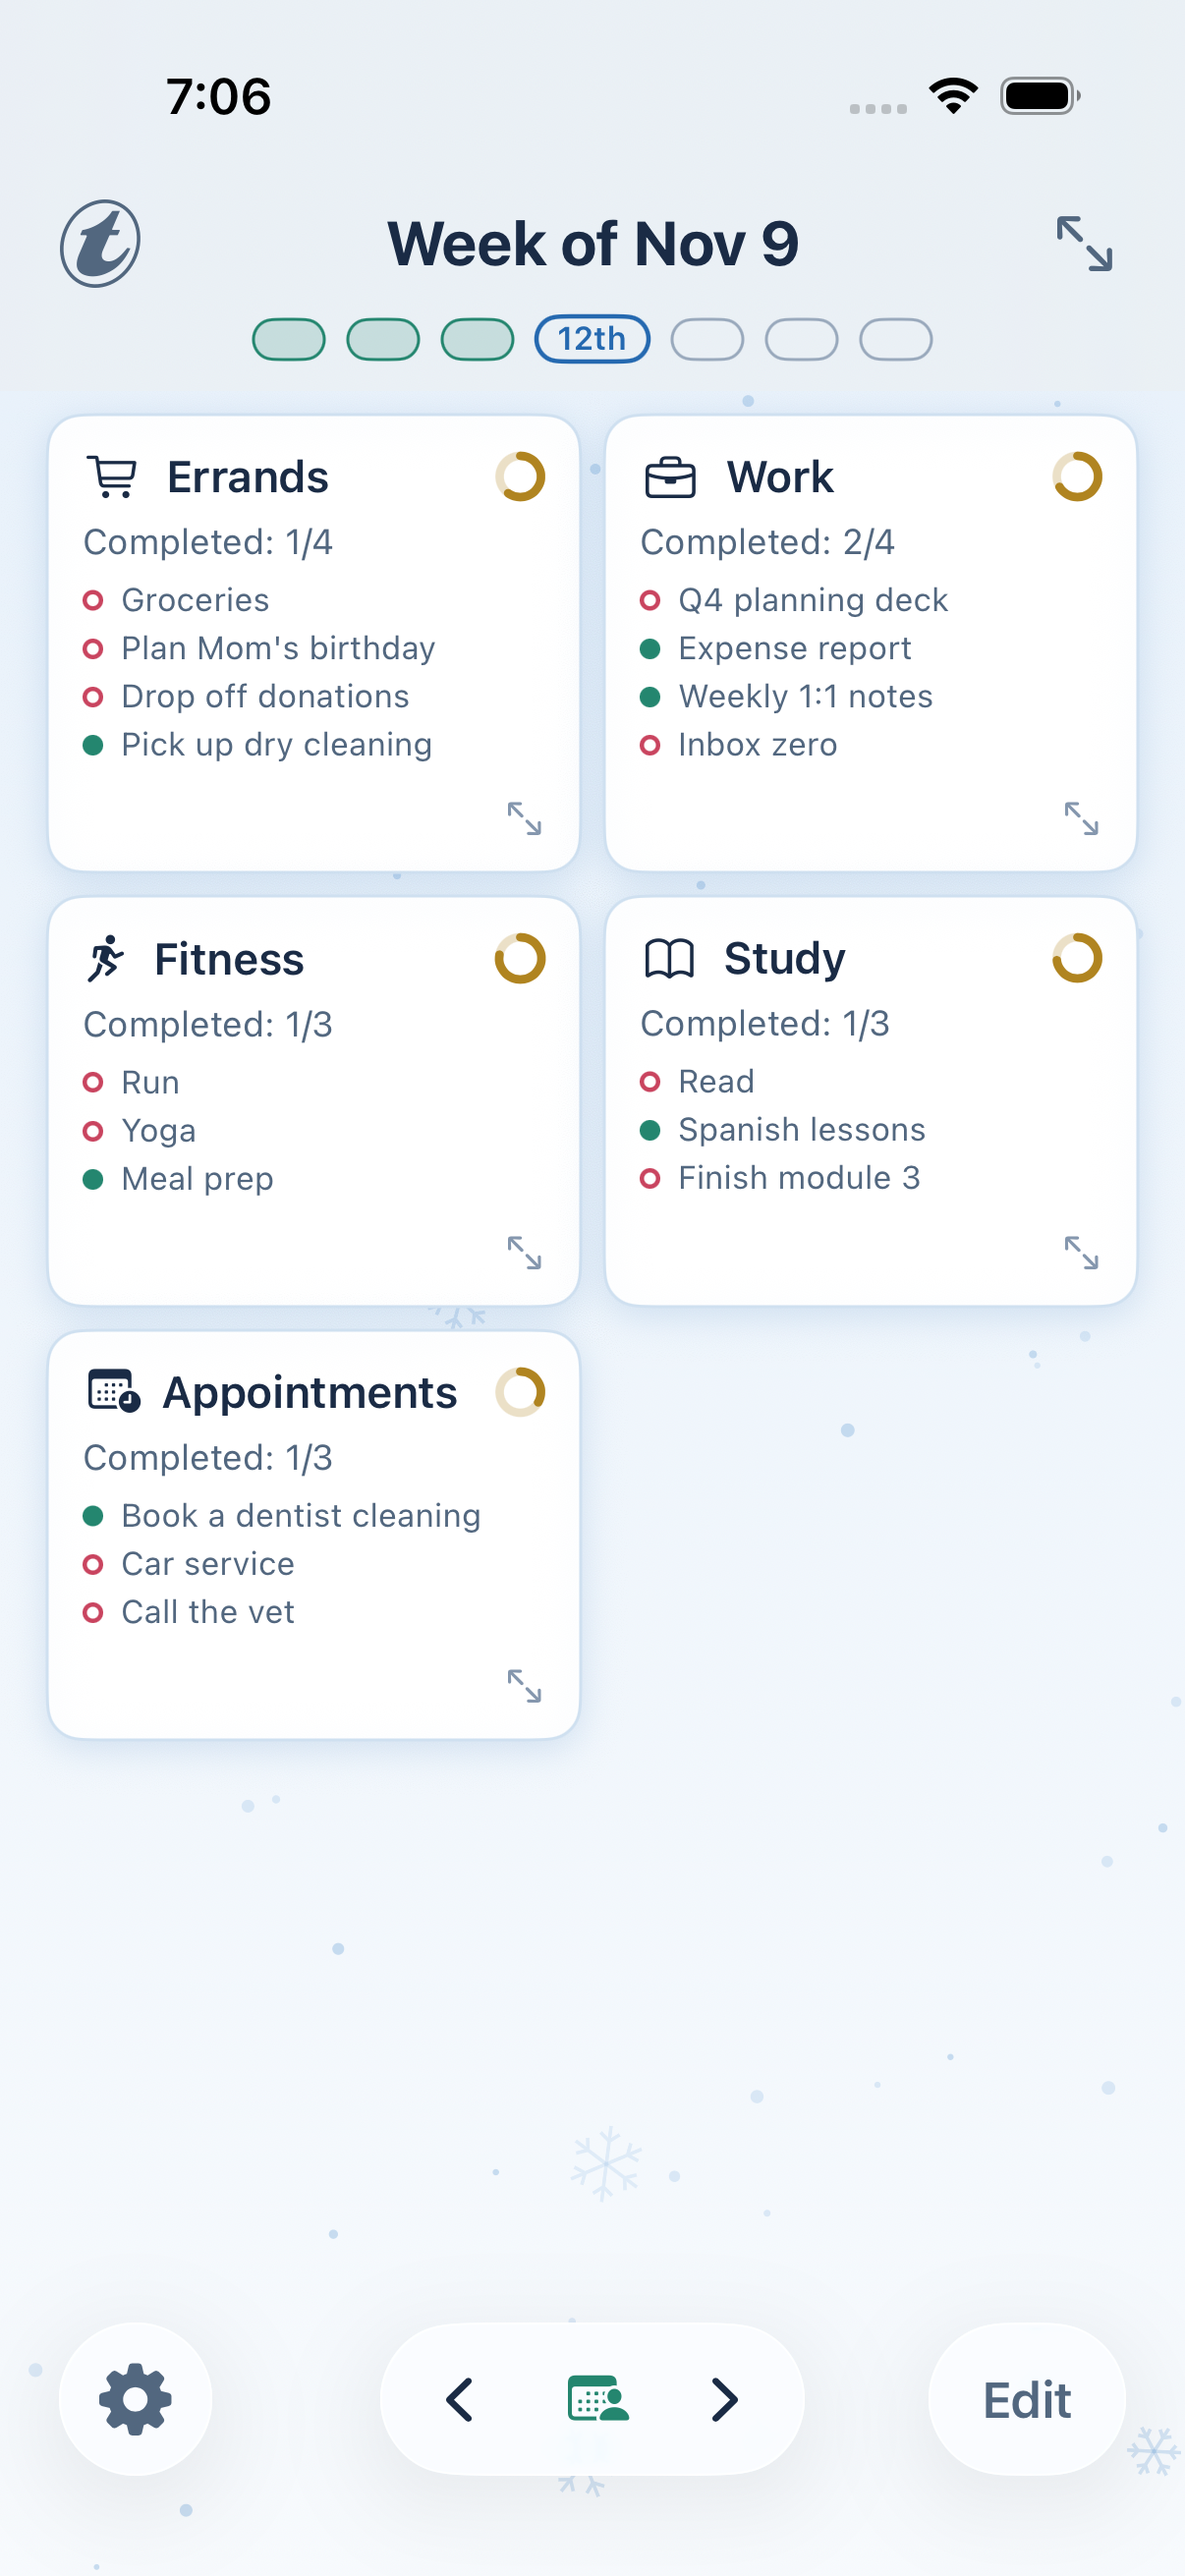 7:06
t
Week of Nov 9
12th
Errands
Completed: 1/4
Groceries
Plan Mom's birthday
Drop off donations
Pick up dry cleaning
Work
Completed: 2/4
Q4 planning deck
Expense report
Weekly 1:1 notes
Inbox zero
Fitness
Completed: 1/3
Run
Yoga
Meal prep
Study
Completed: 1/3
Read
Spanish lessons
Finish module 3
Appointments
Completed: 1/3
Book a dentist cleaning
Car service
Call the vet
Edit